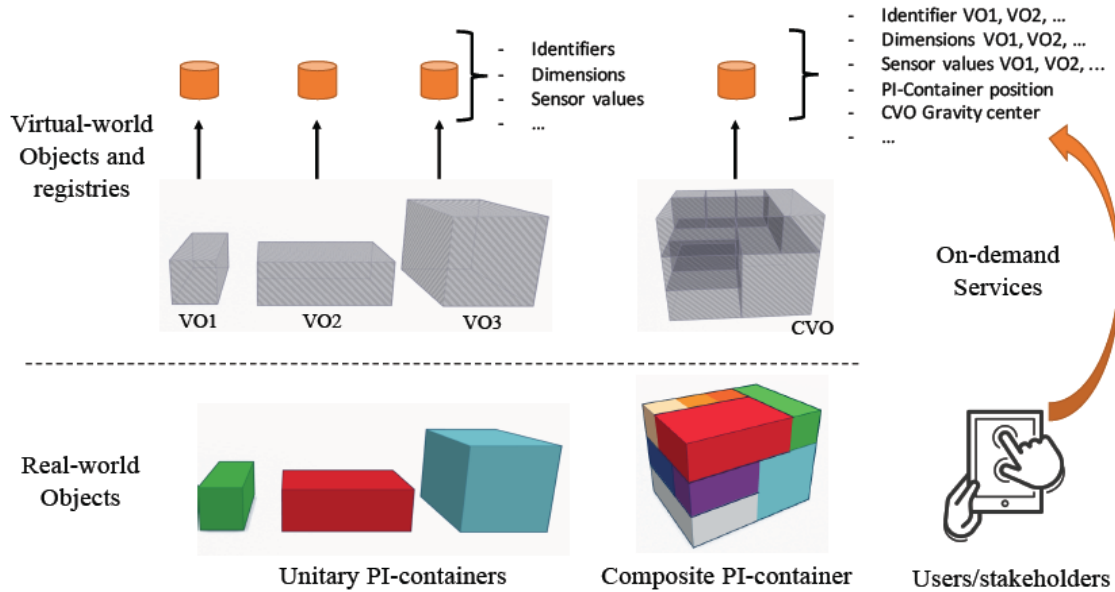 - Identifiers
- Dimensions
- Sensor values
- ...
- Identifier VO1, VO2, ...
- Dimensions VO1, VO2, ...
- Sensor values VO1, VO2, ...
- PI-Container position
- CVO Gravity center
- ...
Virtual-world
Objects and
registries
VO1
VO2
VO3
CVO
On-demand
Services
Real-world
Objects
Unitary PI-containers
Composite PI-container
Users/stakeholders